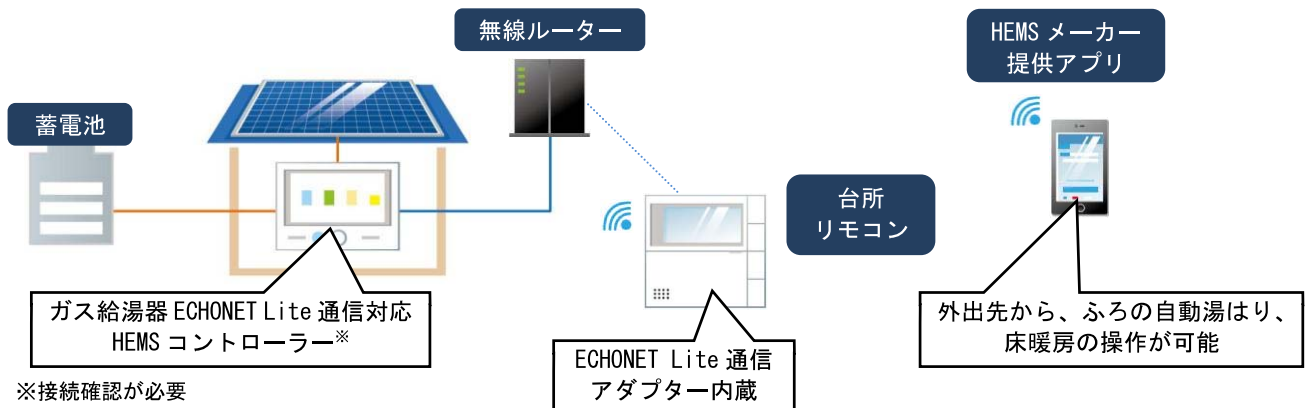 無線ルーター
HEMS メーカー
提供アプリ
蓄電池
台所
リモコン
ガス給湯器 ECHONET Lite 通信対応
HEMS コントローラー※
ECHONET Lite 通信
アダプター内蔵
外出先から、ふろの自動湯はり、
床暖房の操作が可能
※接続確認が必要